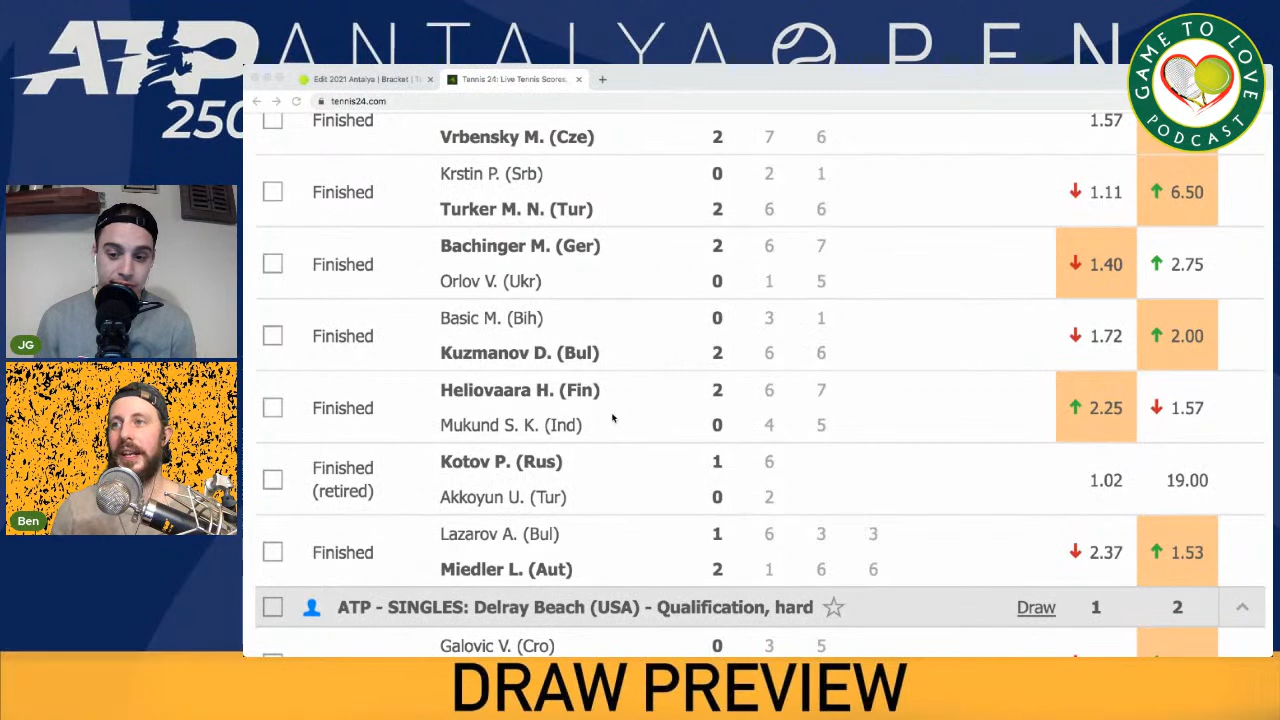 ATP ANTALYA OPEN
250
GAME TO LOVE
PODCAST
Edit 2021 Antalya | Bracket | T
Tennis 24: Live Tennis Scores,
tennis24.com
Finished 1.57
Vrbensky M. (Cze) 2 7 6
Krstin P. (Srb) 0 2 1
Finished 1.11 6.50
Turker M. N. (Tur) 2 6 6
Bachinger M. (Ger) 2 6 7
Finished 1.40 2.75
Orlov V. (Ukr) 0 1 5
Basic M. (Bih) 0 3 1
Finished 1.72 2.00
Kuzmanov D. (Bul) 2 6 6
Heliovaara H. (Fin) 2 6 7
Finished 2.25 1.57
Mukund S. K. (Ind) 0 4 5
Kotov P. (Rus) 1 6
Finished
(retired) 1.02 19.00
Akkoyun U. (Tur) 0 2
Lazarov A. (Bul) 1 6 3 3
Finished 2.37 1.53
Miedler L. (Aut) 2 1 6 6
ATP - SINGLES: Delray Beach (USA) - Qualification, hard Draw 1 2
Galovic V. (Cro) 0 3 5
JG
Ben
DRAW PREVIEW